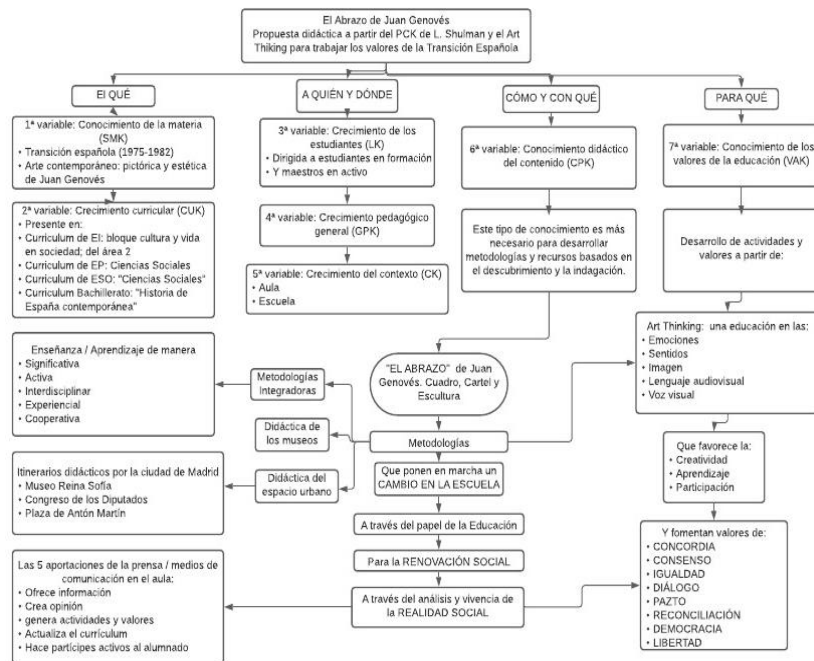 El Abrazo de Juan Genovés
Propuesta didáctica a partir del PCK de L. Shulman y el Art
Thiking para trabajar los valores de la Transición Española
El QUÉ
A QUIÉN Y DÓNDE
CÓMO Y CON QUÉ
PARA QUÉ
1ª variable: Conocimiento de la materia
(SMK)
• Transición española (1975-1982)
• Arte contemporáneo: pictórica y estética
de Juan Genovés
2ª variable: Crecimiento curricular (CUK)
• Presente en:
• Curriculum de EI: bloque cultura y vida
en sociedad; del área 2
• Curriculum de EP: Ciencias Sociales
• Curriculum de ESO: "Ciencias Sociales"
• Curriculum Bachillerato: "Historia de
España contemporánea"
3ª variable: Crecimiento de los
estudiantes (LK)
• Dirigida a estudiantes en formación
• Y maestros en activo
4ª variable: Crecimiento pedagógico
general (GPK)
5ª variable: Crecimiento del contexto (CK)
• Aula
• Escuela
6ª variable: Conocimiento didáctico
del contenido (CPK)
Este tipo de conocimiento es más
necesario para desarrollar
metodologías y recursos basados en
el descubrimiento y la indagación.
7ª variable: Conocimiento de los
valores de la educación (VAK)
Desarrollo de actividades y
valores a partir de:
Art Thinking: una educación en las:
• Emociones
• Sentidos
• Imagen
• Lenguaje audiovisual
• Voz visual
Que favorece la:
• Creatividad
• Aprendizaje
• Participación
Y fomentan valores de:
• CONCORDIA
• CONSENSO
• IGUALDAD
• DIÁLOGO
• PAZTO
• RECONCILIACIÓN
• DEMOCRACIA
• LIBERTAD
"EL ABRAZO" de Juan
Genovés. Cuadro, Cartel y
Escultura
Metodologías
Metodologías
Integradoras
Didáctica de
los museos
Didáctica del
espacio urbano
Enseñanza / Aprendizaje de manera
• Significativa
• Activa
• Interdisciplinar
• Experiencial
• Cooperativa
Itinerarios didácticos por la ciudad de Madrid
• Museo Reina Sofía
• Congreso de los Diputados
• Plaza de Antón Martín
Que ponen en marcha un
CAMBIO EN LA ESCUELA
A través del papel de la Educación
Para la RENOVACIÓN SOCIAL
A través del análisis y vivencia de
la REALIDAD SOCIAL
Las 5 aportaciones de la prensa / medios de
comunicación en el aula:
• Ofrece información
• Crea opinión
• genera actividades y valores
• Actualiza el currículum
• Hace partícipes activos al alumnado